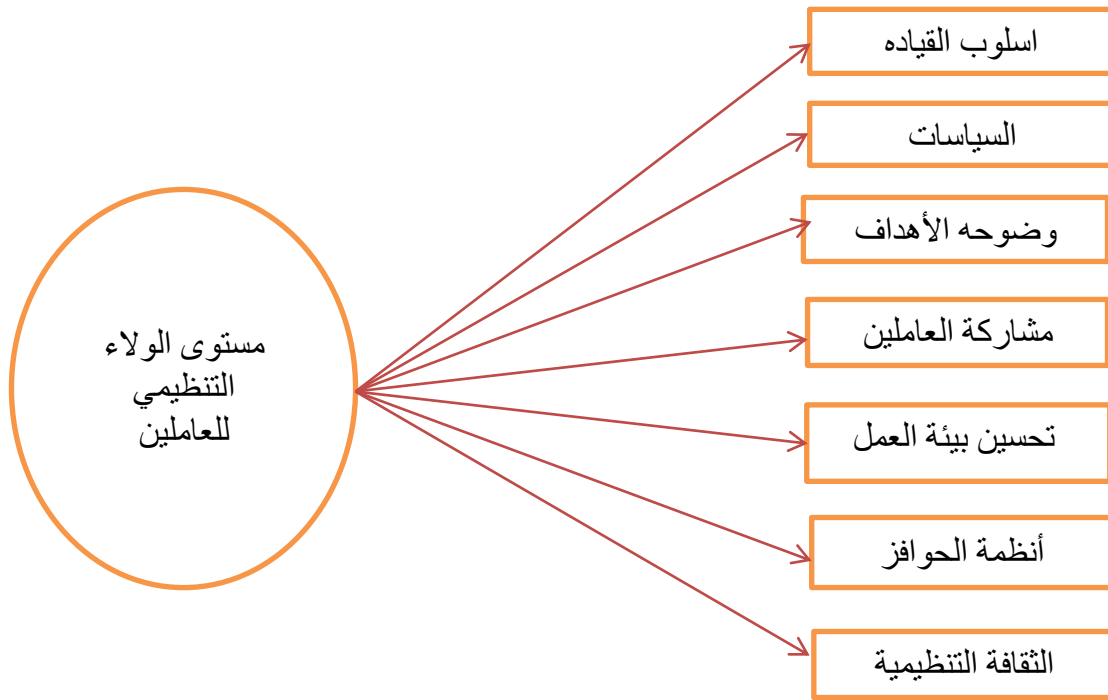 اسلوب القياده
السياسات
وضوحه الأهداف
مشاركة العاملين
تحسين بيئة العمل
أنظمة الحوافز
الثقافة التنظيمية
مستوى الولاء
التنظيمي
للعاملين